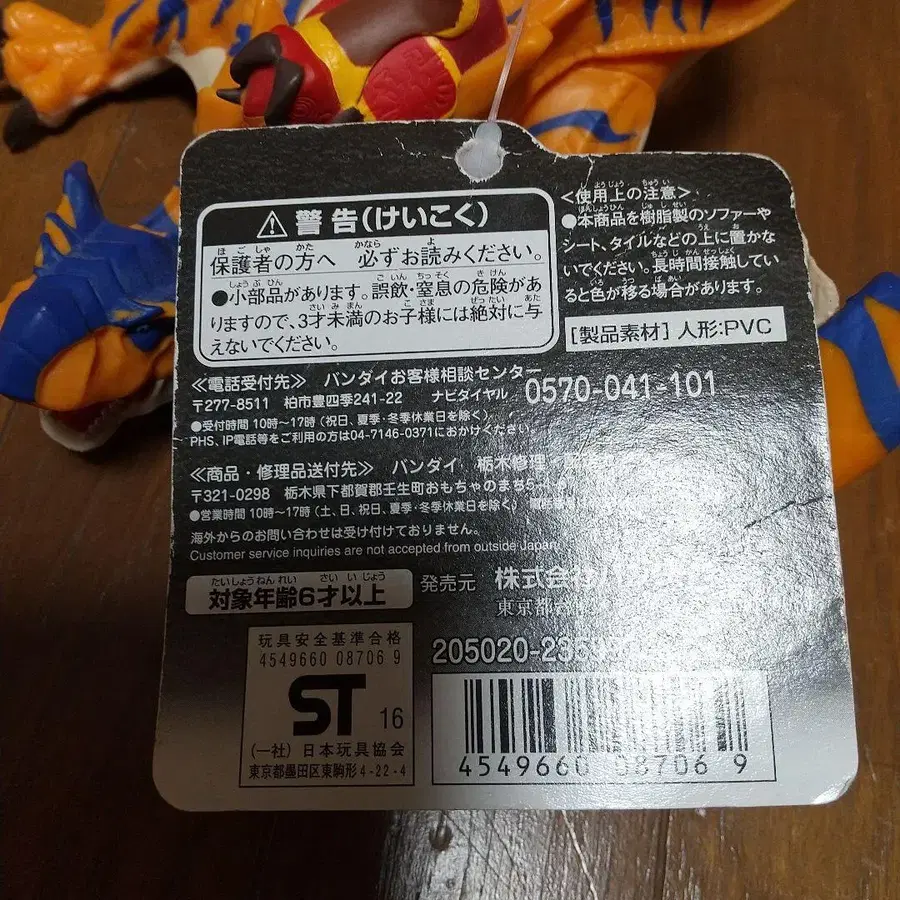 警告(けいこく)
保護者の方へ 必ずお読みください。
●小部品があります。誤飲・窒息の危険があ
りますので、3才未満のお子様には絶対に与
えないでください。
<使用上の注意>
●本商品を樹脂製のソファーや
シート、タイルなどの上に置かな
いでください。長時間接触してい
ると色が移る場合があります。
[製品素材] 人形:PVC
≪電話受付先≫ バンダイお客様相談センター
〒277-8511 柏市豊四季241-22 ナビダイヤル 0570-041-101
●受付時間 10時~17時(祝日、夏季・冬季休業日を除く)
PHS、IP電話等をご利用の方は04-7146-0371におかけください。
≪商品・修理品送付先≫ バンダイ 栃木修理
〒321-0298 栃木県下都賀郡壬生町おもちゃのまち5
●営業時間 10時~17時(土、日、祝日、夏季・冬季休業日を除く)
海外からのお問い合わせは受け付けておりません。
Customer service inquiries are not accepted from outside Japan
対象年齢6才以上
発売元 株式会社
東京都
玩具安全基準合格
4549660 08706 9
ST 16
(一社) 日本玩具協会
東京都墨田区東駒形4-22-4
205020-235
4549660 08706 9